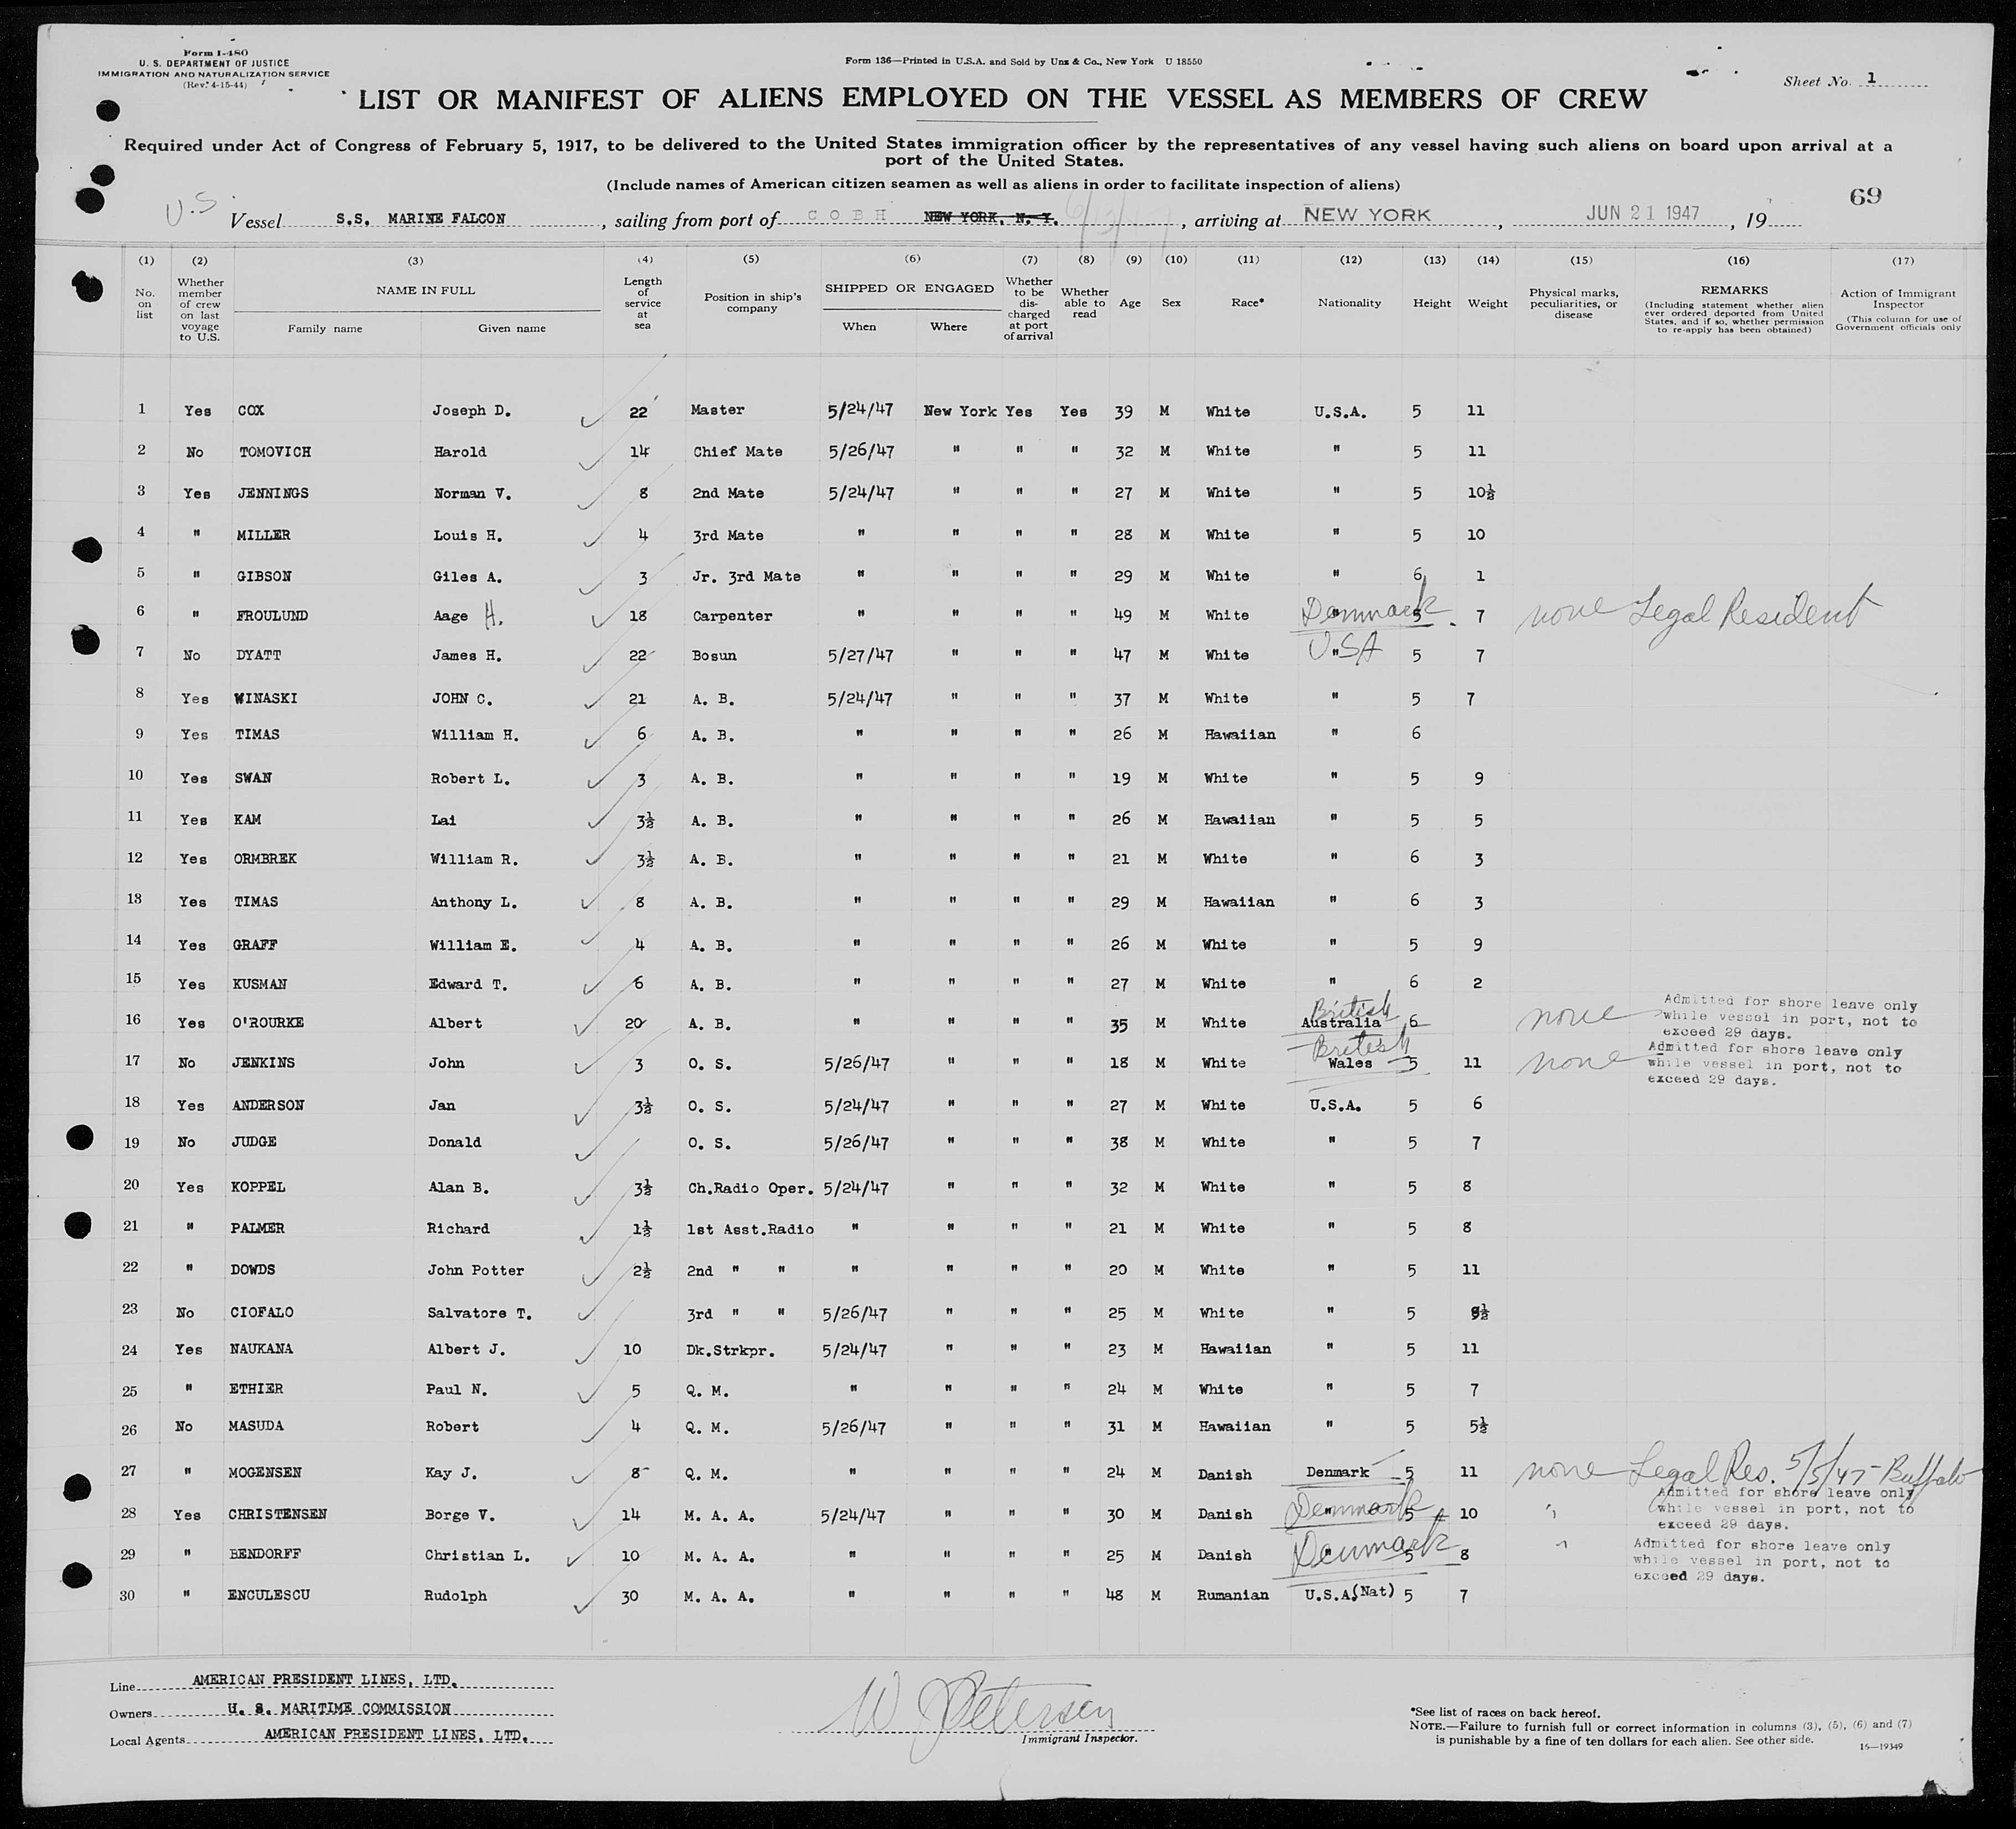 Form I-480
U. S. DEPARTMENT OF JUSTICE
IMMIGRATION AND NATURALIZATION SERVICE
(Rev. 4-15-44)
Form 136—Printed in U.S.A. and Sold by Unz & Co., New York U 18550
Sheet No. 1
LIST OR MANIFEST OF ALIENS EMPLOYED ON THE VESSEL AS MEMBERS OF CREW
Required under Act of Congress of February 5, 1917, to be delivered to the United States immigration officer by the representatives of any vessel having such aliens on board upon arrival at a
port of the United States.
(Include names of American citizen seamen as well as aliens in order to facilitate inspection of aliens)
69
U.S. Vessel S.S. MARINE FALCON, sailing from port of COBH NEW YORK, N. Y., arriving at NEW YORK, JUN 21 1947, 19
(1) (2) (3) (4) (5) (6) (7) (8) (9) (10) (11) (12) (13) (14) (15) (16) (17)
No. on list
Whether member of crew on last voyage to U.S.
NAME IN FULL
Family name Given name
Length of service at sea
Position in ship's company
SHIPPED OR ENGAGED
When Where
Whether to be discharged at port of arrival
Whether able to read
Age Sex Race* Nationality Height Weight
Physical marks, peculiarities, or disease
REMARKS
(Including statement whether alien ever ordered deported from United States, and if so, whether permission to re-apply has been obtained)
Action of Immigrant Inspector
(This column for use of Government officials only
1 Yes COX Joseph D. 22 Master 5/24/47 New York Yes Yes 39 M White U.S.A. 5 11
2 No TOMOVICH Harold 14 Chief Mate 5/26/47 " " " 32 M White " 5 11
3 Yes JENNINGS Norman V. 8 2nd Mate 5/24/47 " " " 27 M White " 5 10½
4 " MILLER Louis H. 4 3rd Mate " " " " 28 M White " 5 10
5 " GIBSON Giles A. 3 Jr. 3rd Mate " " " " 29 M White " 6 1
6 " FROULUND Aage H. 18 Carpenter " " " " 49 M White " Denmark 5 7 none Legal Resident
7 No DYATT James H. 22 Bosun 5/27/47 " " " 47 M White " USA 5 7
8 Yes WINASKI JOHN C. 21 A. B. 5/24/47 " " " 37 M White " 5 7
9 Yes TIMAS William H. 6 A. B. " " " " 26 M Hawaiian " 6
10 Yes SWAN Robert L. 3 A. B. " " " " 19 M White " 5 9
11 Yes KAM Lai 3½ A. B. " " " " 26 M Hawaiian " 5 5
12 Yes ORMBREK William R. 3½ A. B. " " " " 21 M White " 6 3
13 Yes TIMAS Anthony L. 8 A. B. " " " " 29 M Hawaiian " 6 3
14 Yes GRAFF William E. 4 A. B. " " " " 26 M White " 5 9
15 Yes KUSMAN Edward T. 6 A. B. " " " " 27 M White " 6 2
16 Yes O'ROURKE Albert 20 A. B. " " " " 35 M White British Australia 6 none Admitted for shore leave only while vessel in port, not to exceed 29 days.
17 No JENKINS John 3 O. S. 5/26/47 " " " 18 M White British Wales 5 11 none Admitted for shore leave only while vessel in port, not to exceed 29 days.
18 Yes ANDERSON Jan 3½ O. S. 5/24/47 " " " 27 M White U.S.A. 5 6
19 No JUDGE Donald O. S. 5/26/47 " " " 38 M White " 5 7
20 Yes KOPPEL Alan B. 3½ Ch.Radio Oper. 5/24/47 " " " 32 M White " 5 8
21 " PALMER Richard 1½ 1st Asst.Radio " " " " 21 M White " 5 8
22 " DOWDS John Potter 2½ 2nd " " " " " " 20 M White " 5 11
23 No CIOFALO Salvatore T. 3rd " " 5/26/47 " " " 25 M White " 5
24 Yes NAUKANA Albert J. 10 Dk.Strkpr. 5/24/47 " " " 23 M Hawaiian " 5 11
25 " ETHIER Paul N. 5 Q. M. " " " " 24 M White " 5 7
26 No MASUDA Robert 4 Q. M. 5/26/47 " " " 31 M Hawaiian " 5 5½
27 " MOGENSEN Kay J. 8 Q. M. " " " " 24 M Danish Denmark 5 11 none Legal Res. 5/5/47-Buffalo
28 Yes CHRISTENSEN Borge V. 14 M. A. A. 5/24/47 " " " 30 M Danish " Denmark 5 10 " Admitted for shore leave only while vessel in port, not to exceed 29 days.
29 " BENDORFF Christian L. 10 M. A. A. " " " " 25 M Danish " Denmark 5 8 " Admitted for shore leave only while vessel in port, not to exceed 29 days.
30 " ENCULESCU Rudolph 30 M. A. A. " " " " 48 M Rumanian U.S.A.(Nat) 5 7
Line AMERICAN PRESIDENT LINES, LTD.
Owners U. S. MARITIME COMMISSION
Local Agents AMERICAN PRESIDENT LINES, LTD.
W J Petersen
Immigrant Inspector.
*See list of races on back hereof.
NOTE.—Failure to furnish full or correct information in columns (3), (5), (6) and (7)
is punishable by a fine of ten dollars for each alien. See other side.
16—19349